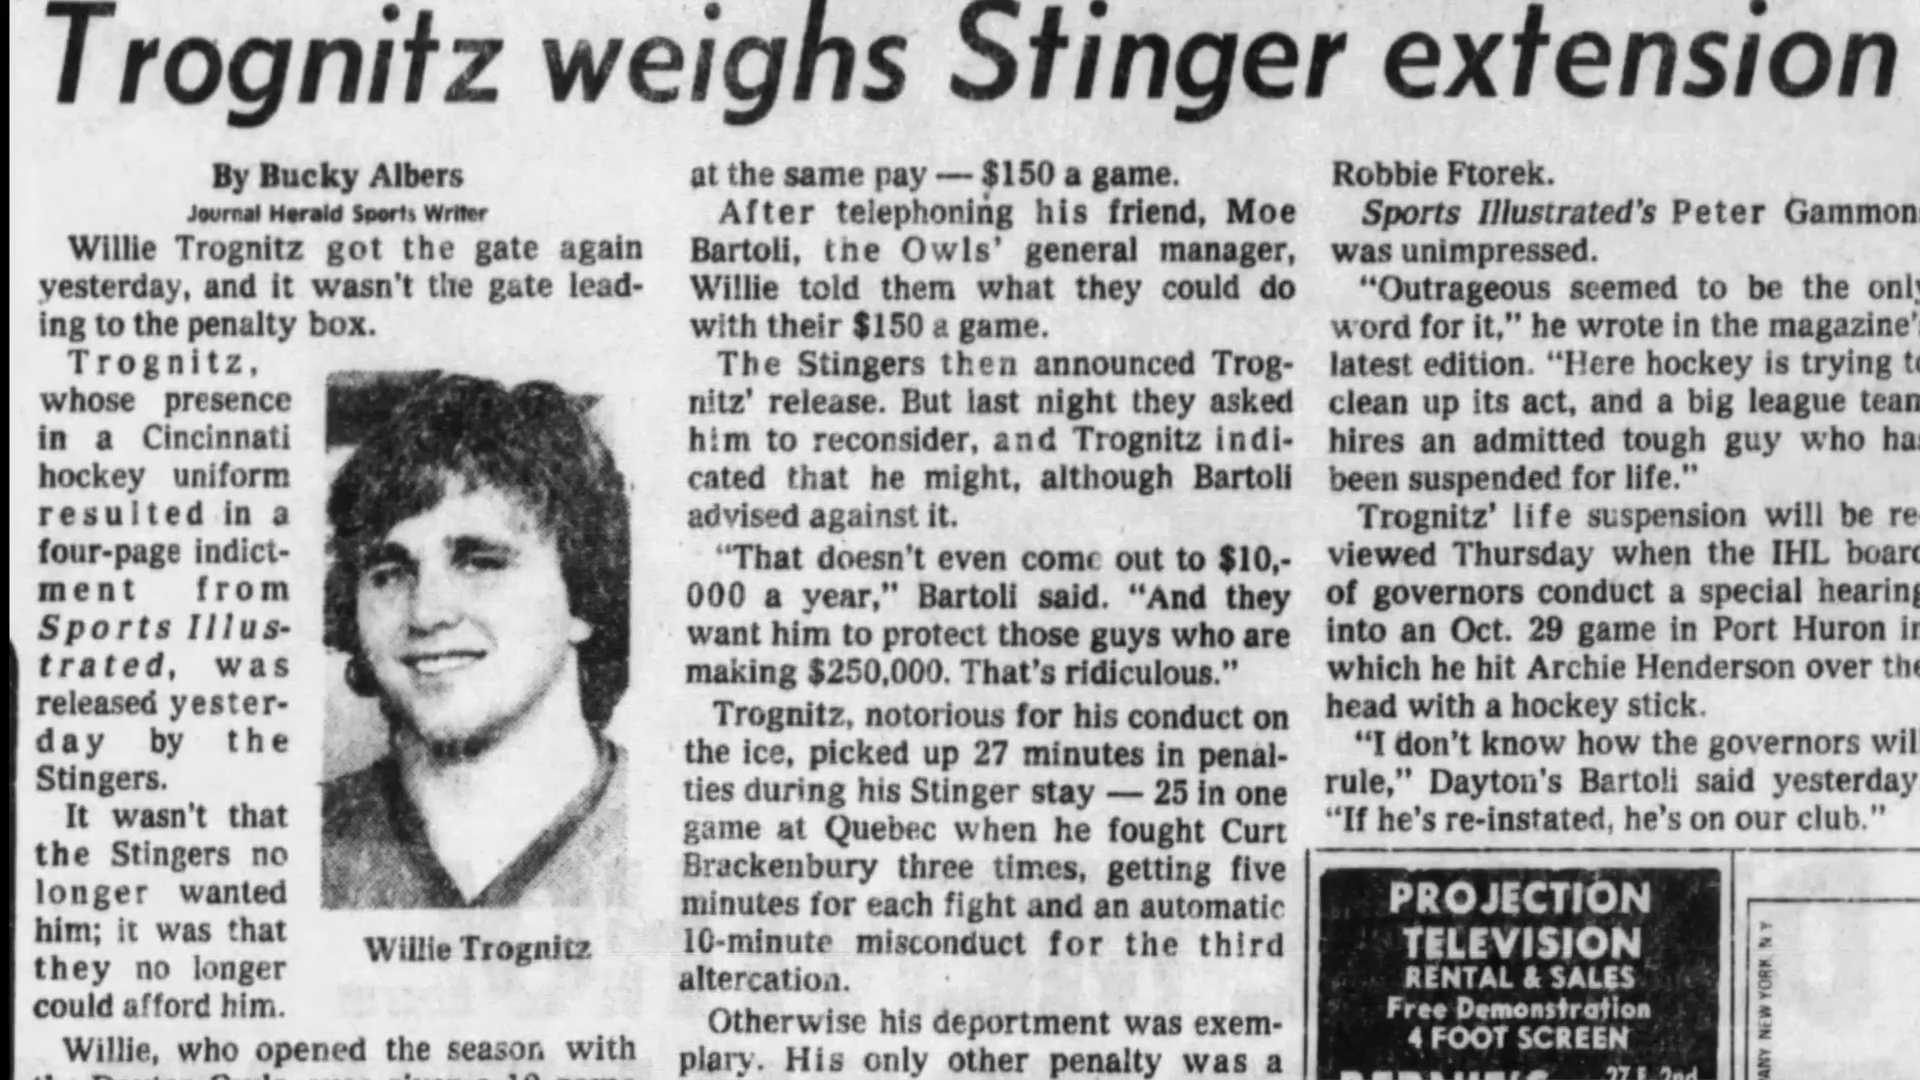 Trognitz weighs Stinger extension
By Bucky Albers
Journal Herald Sports Writer
Willie Trognitz got the gate again
yesterday, and it wasn't the gate lead-
ing to the penalty box.
Trognitz,
whose presence
in a Cincinnati
hockey uniform
resulted in a
four-page indict-
ment from
Sports Illus-
trated, was
released yester-
day by the
Stingers.
It wasn't that
the Stingers no
longer wanted
him; it was that
they no longer
could afford him.
Willie Trognitz
Willie, who opened the season with
at the same pay — $150 a game.
After telephoning his friend, Moe
Bartoli, the Owls' general manager,
Willie told them what they could do
with their $150 a game.
The Stingers then announced Trog-
nitz' release. But last night they asked
him to reconsider, and Trognitz indi-
cated that he might, although Bartoli
advised against it.
"That doesn't even come out to $10,-
000 a year," Bartoli said. "And they
want him to protect those guys who are
making $250,000. That's ridiculous."
Trognitz, notorious for his conduct on
the ice, picked up 27 minutes in penal-
ties during his Stinger stay — 25 in one
game at Quebec when he fought Curt
Brackenbury three times, getting five
minutes for each fight and an automatic
10-minute misconduct for the third
altercation.
Otherwise his deportment was exem-
plary. His only other penalty was a
Robbie Ftorek.
Sports Illustrated's Peter Gammon
was unimpressed.
"Outrageous seemed to be the only
word for it," he wrote in the magazine'
latest edition. "Here hockey is trying to
clean up its act, and a big league team
hires an admitted tough guy who has
been suspended for life."
Trognitz' life suspension will be re
viewed Thursday when the IHL board
of governors conduct a special hearing
into an Oct. 29 game in Port Huron in
which he hit Archie Henderson over the
head with a hockey stick.
"I don't know how the governors will
rule," Dayton's Bartoli said yesterday
"If he's re-instated, he's on our club."
PROJECTION
TELEVISION
RENTAL & SALES
Free Demonstration
4 FOOT SCREEN
27 E. 2nd
ANY NEW YORK N Y